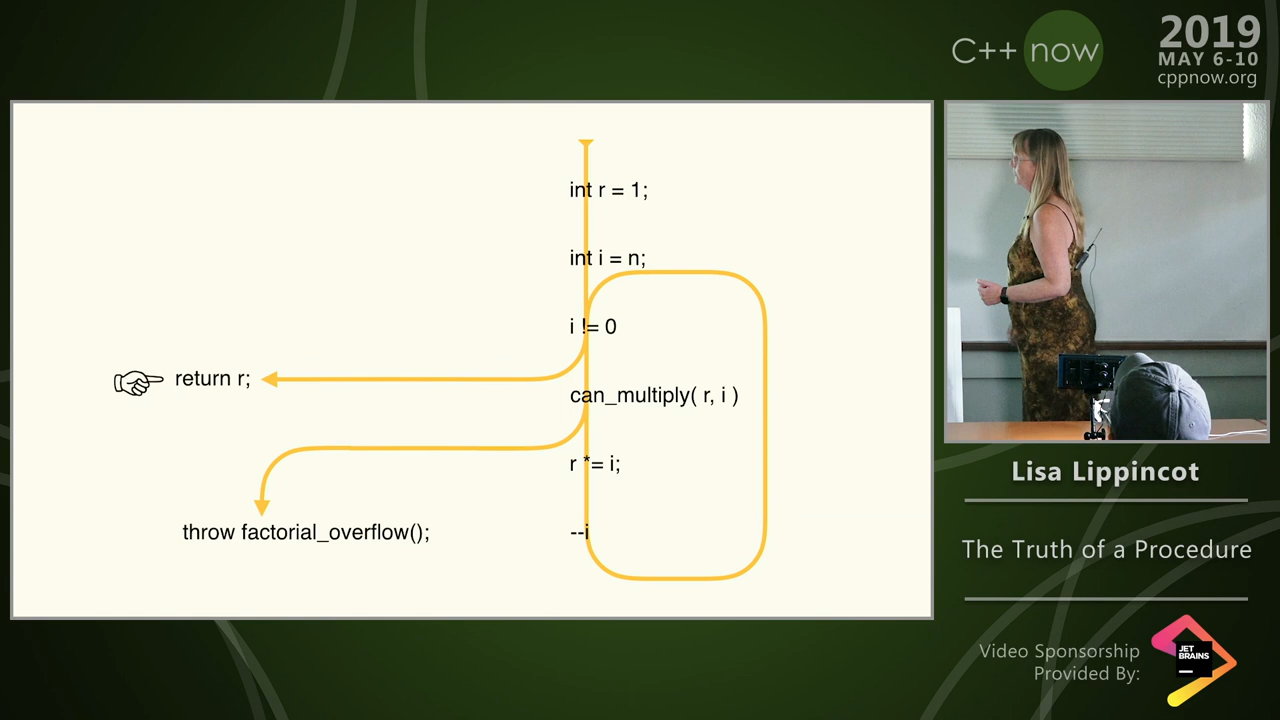 C++ now
2019
MAY 6-10
cppnow.org
int r = 1;
int i = n;
i != 0
return r;
can_multiply( r, i )
r *= i;
throw factorial_overflow();
--i
Lisa Lippincot
The Truth of a Procedure
Video Sponsorship
Provided By:
JET
BRAINS